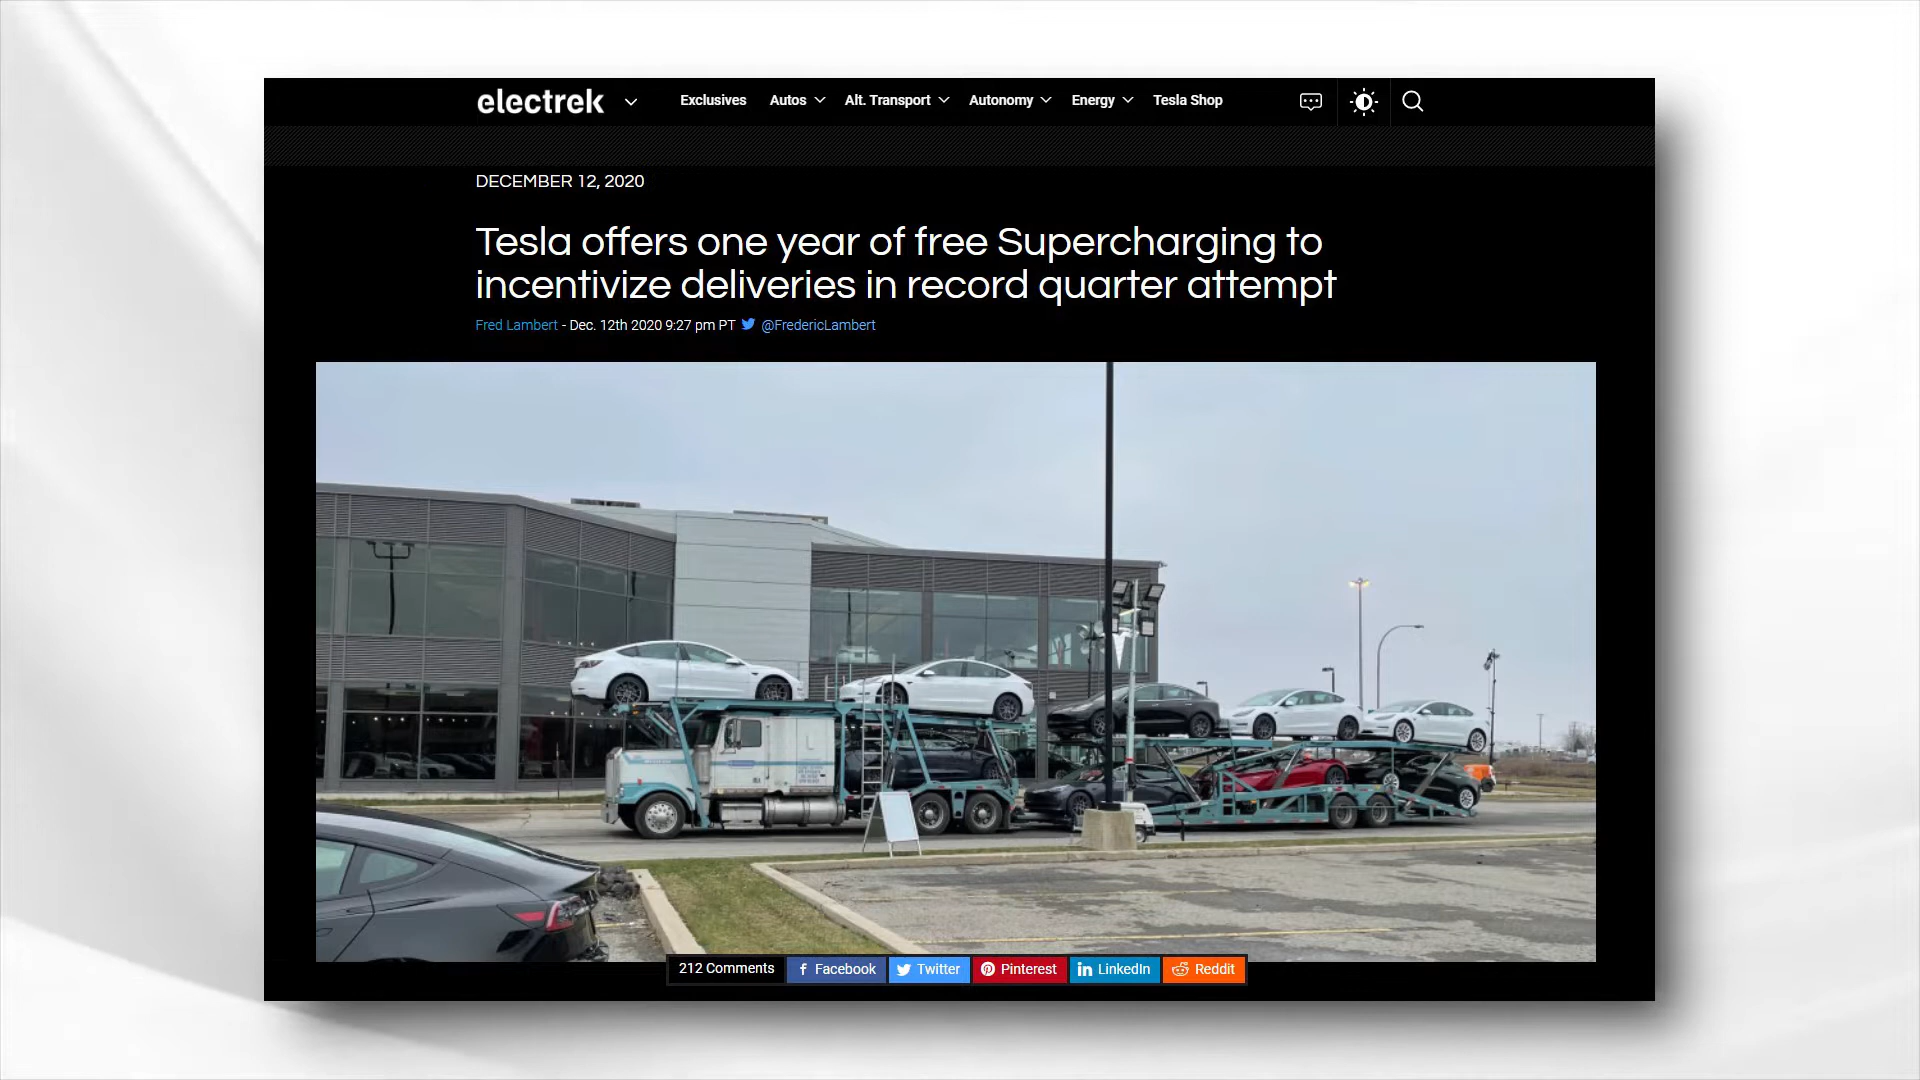 electrek
Exclusives Autos Alt. Transport Autonomy Energy Tesla Shop
DECEMBER 12, 2020
Tesla offers one year of free Supercharging to
incentivize deliveries in record quarter attempt
Fred Lambert - Dec. 12th 2020 9:27 pm PT @FredericLambert
212 Comments Facebook Twitter Pinterest LinkedIn Reddit